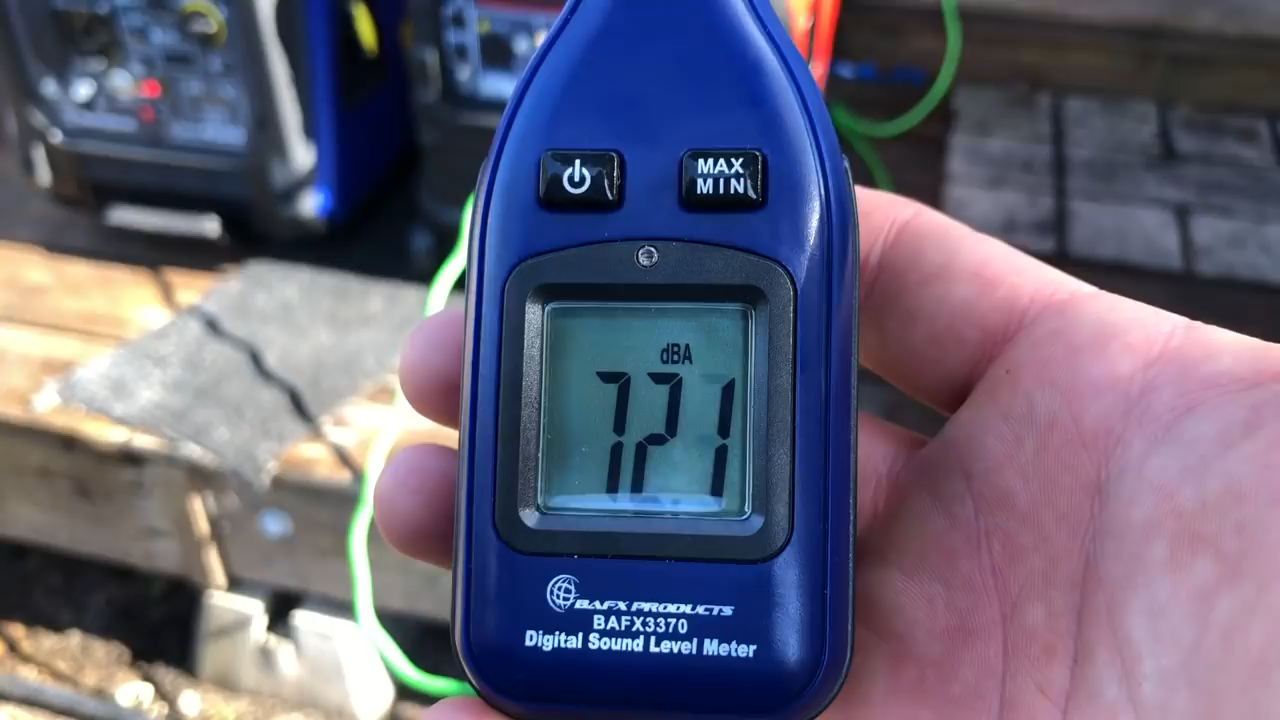 MAX
MIN
dBA
72.1
BAFX PRODUCTS
BAFX3370
Digital Sound Level Meter